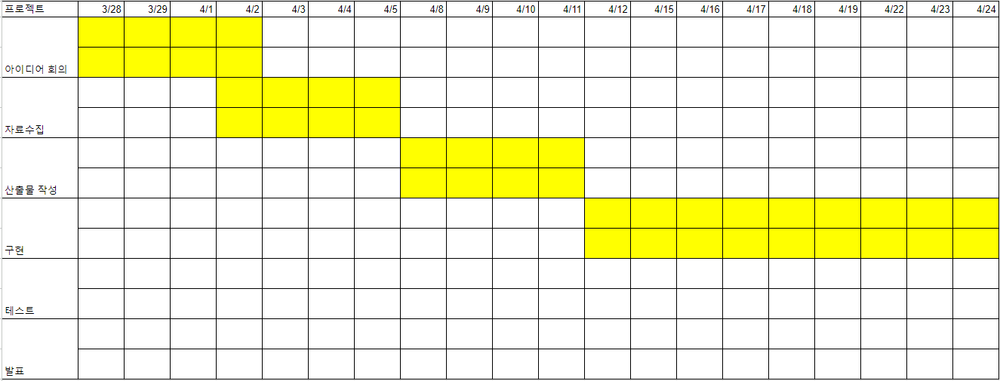 프로젝트 3/28 3/29 4/1 4/2 4/3 4/4 4/5 4/8 4/9 4/10 4/11 4/12 4/15 4/16 4/17 4/18 4/19 4/22 4/23 4/24
아이디어 회의
자료수집
산출물 작성
구현
테스트
발표